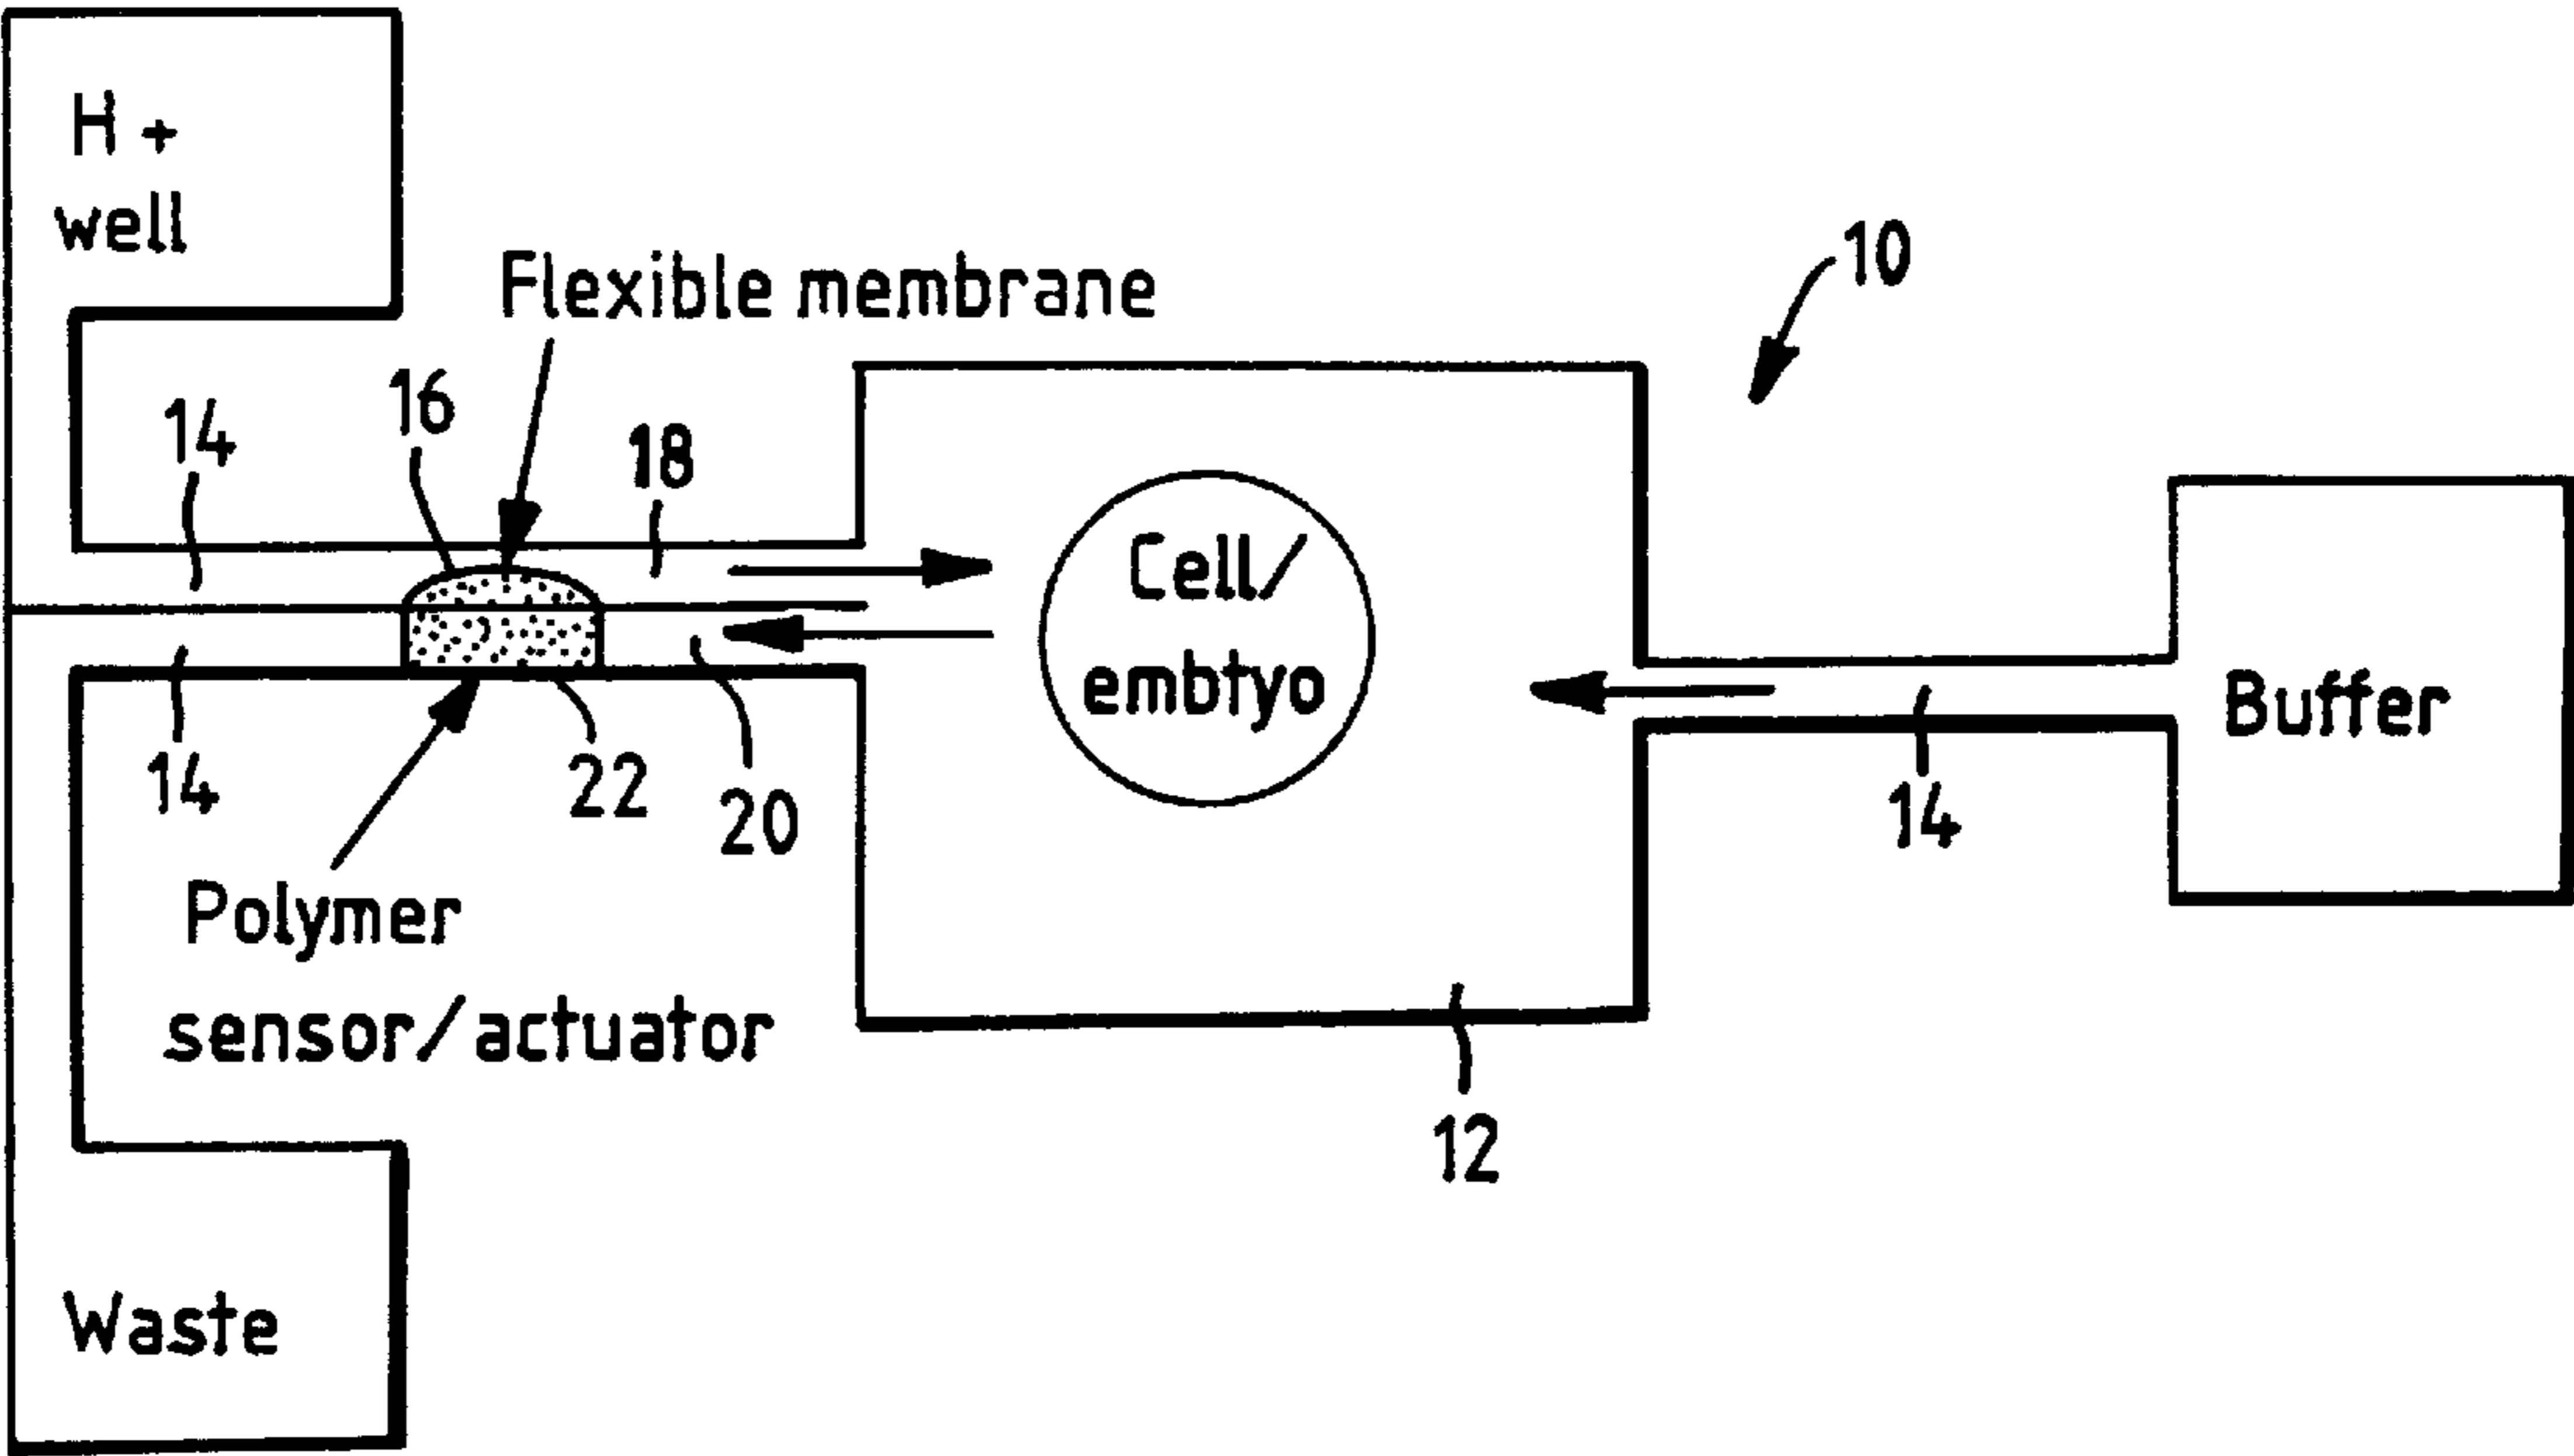 H +
well
Flexible membrane
10
16
14
18
Cell/
embtyo
Buffer
14
22
20
14
Polymer
sensor/actuator
12
Waste